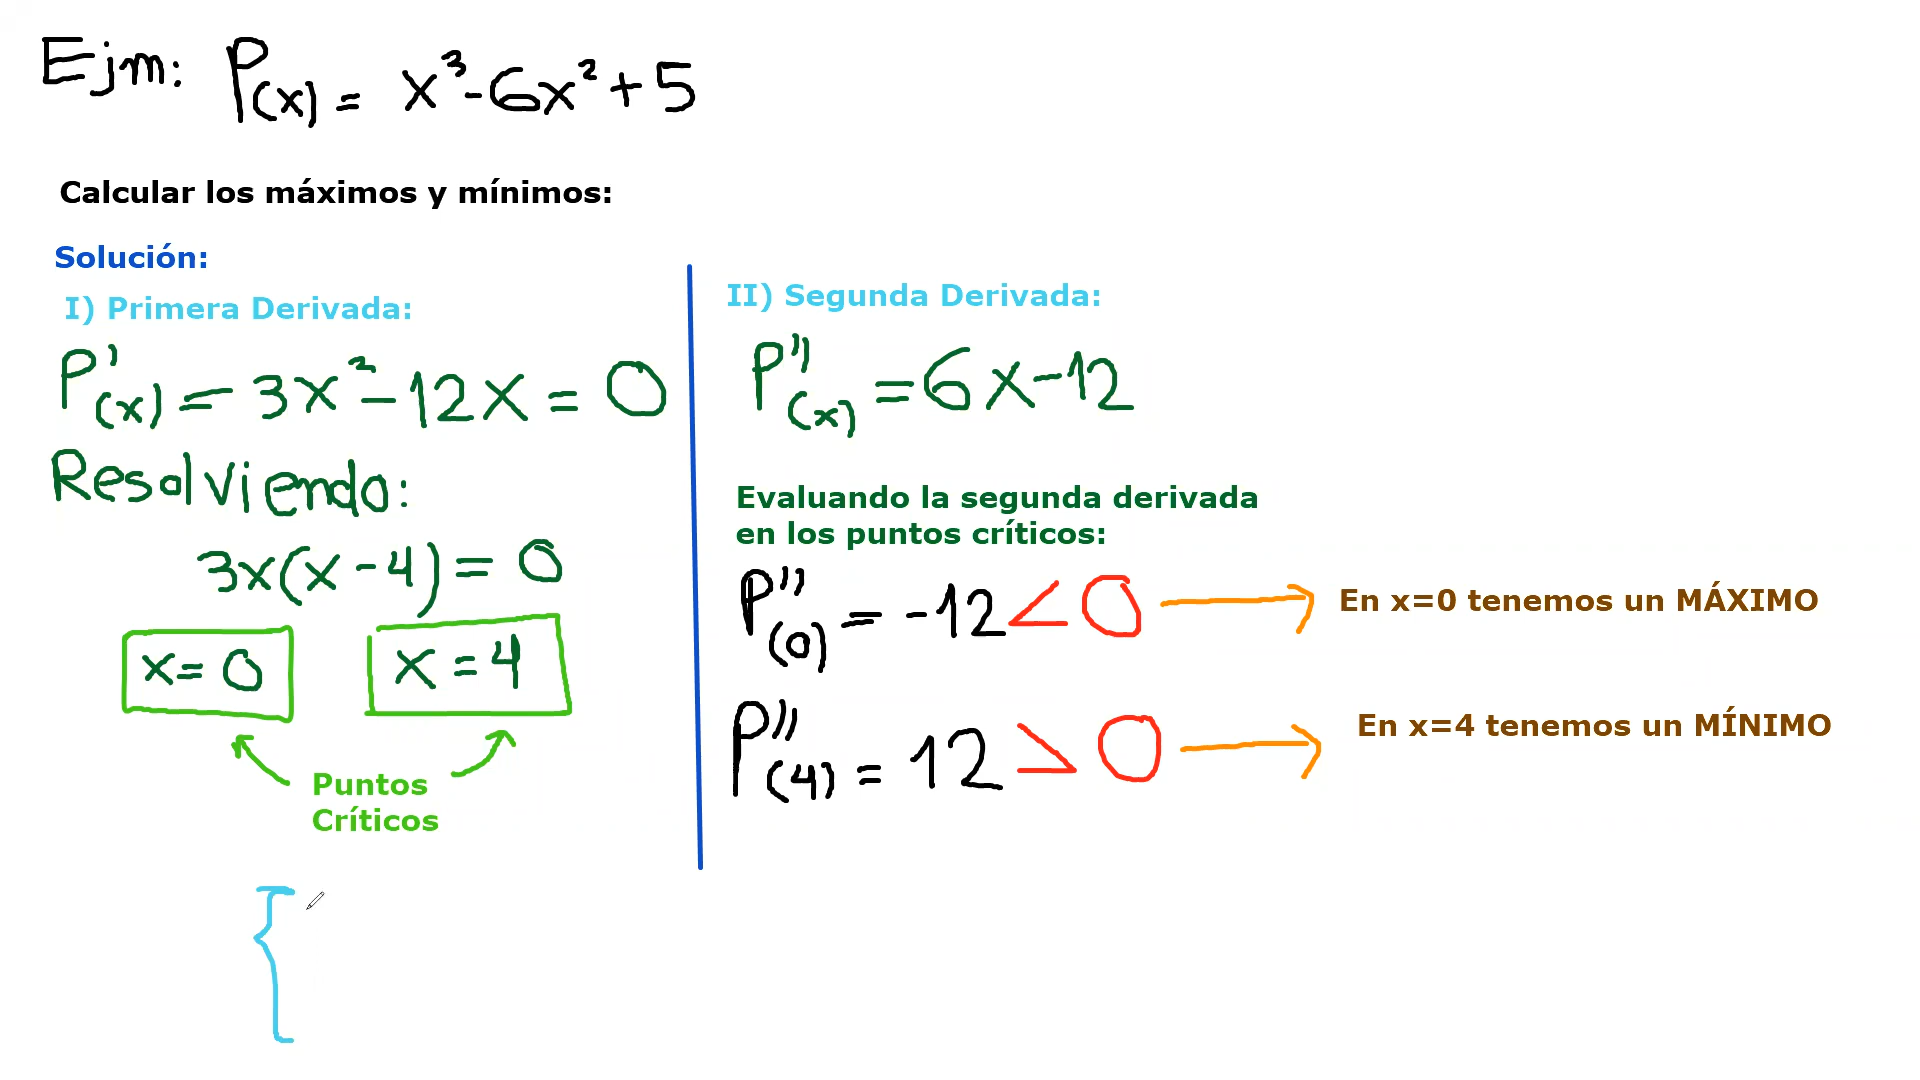 Ejm: P(x) = x³-6x²+5
Calcular los máximos y mínimos:
Solución:
I) Primera Derivada:
P'(x) = 3x²-12x = 0
Resolviendo:
3x(x-4) = 0
x= 0
x = 4
Puntos
Críticos
II) Segunda Derivada:
P''(x) = 6x-12
Evaluando la segunda derivada
en los puntos críticos:
P''(0) = -12 < 0
En x=0 tenemos un MÁXIMO
P''(4) = 12 > 0
En x=4 tenemos un MÍNIMO